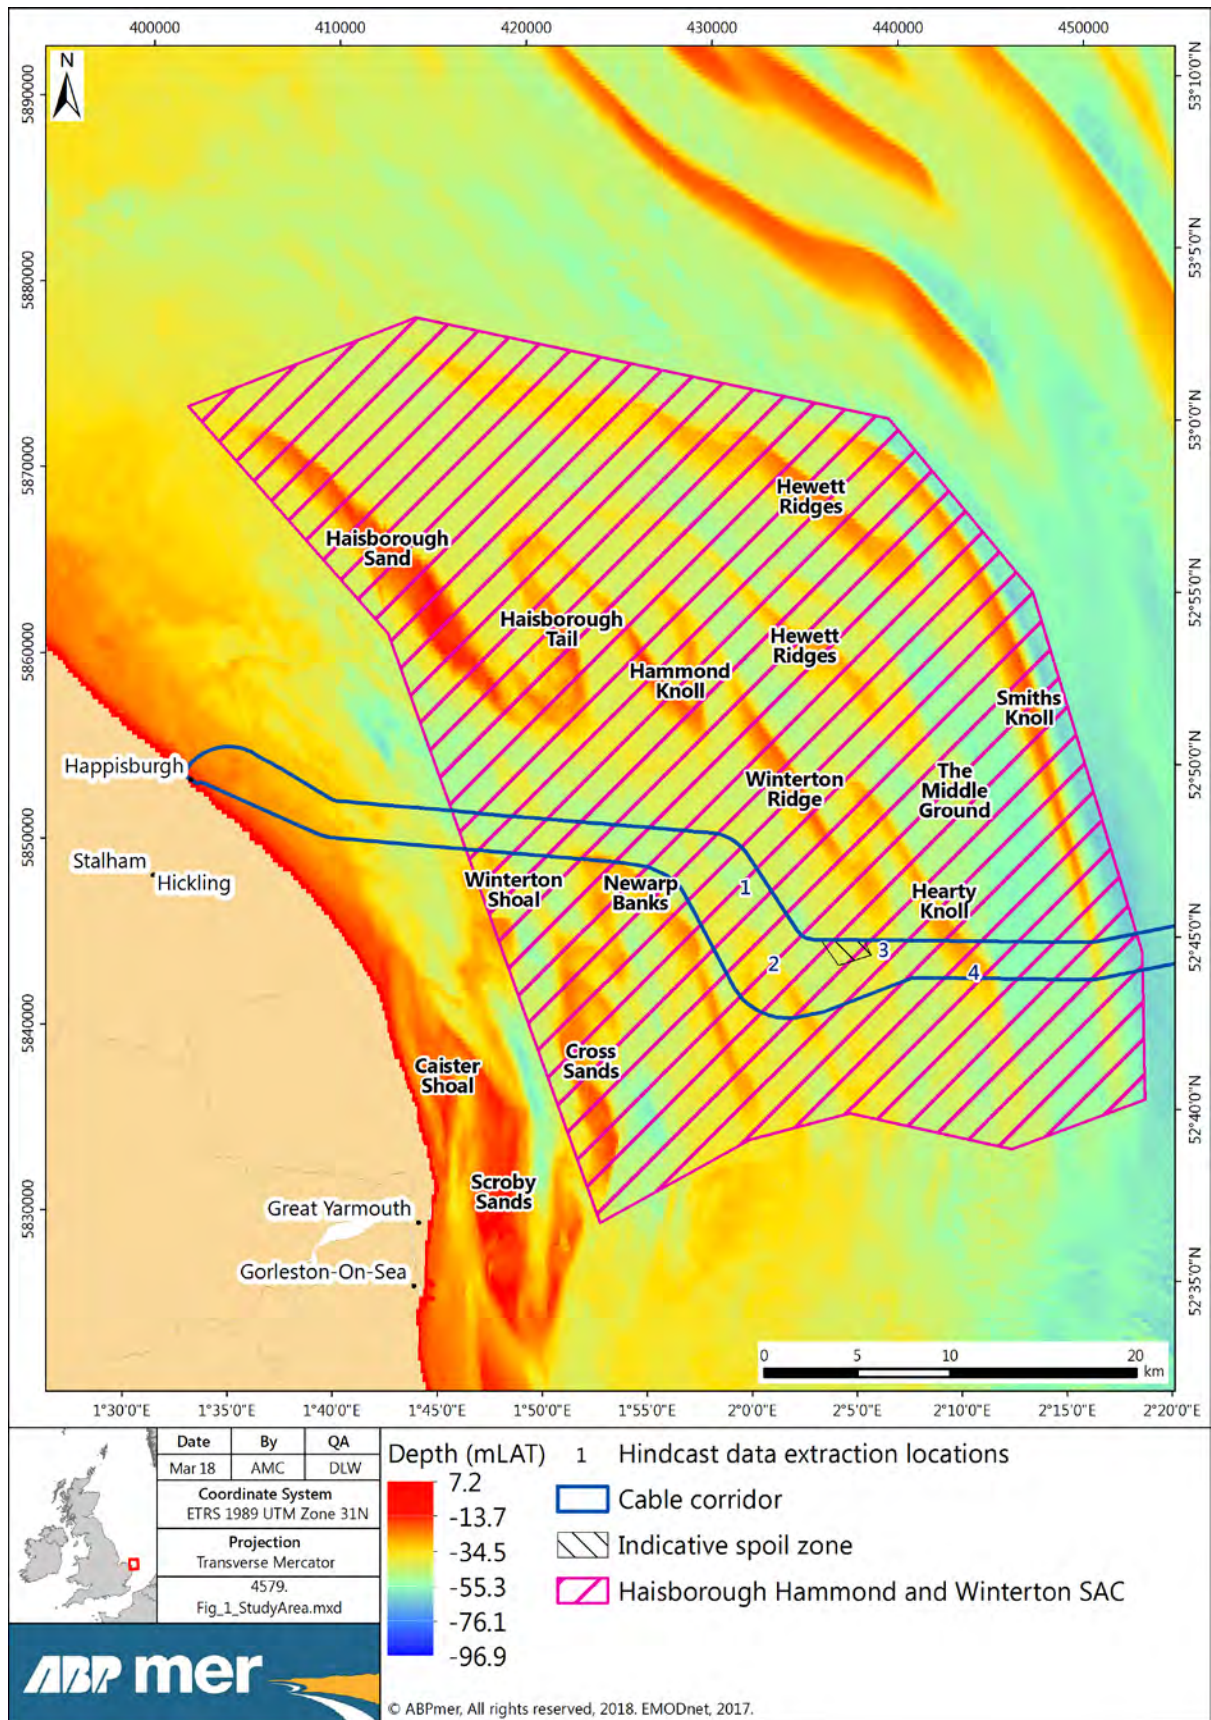 400000 410000 420000 430000 440000 450000
N
5890000
5880000
5870000
5860000
5850000
5840000
5830000
53°10'0"N
53°5'0"N
53°0'0"N
52°55'0"N
52°50'0"N
52°45'0"N
52°40'0"N
52°35'0"N
Hewett
Ridges
Haisborough
Sand
Haisborough
Tail
Hewett
Ridges
Hammond
Knoll
Smiths
Knoll
Happisburgh
Winterton
Ridge
The
Middle
Ground
Stalham
Hickling
Winterton
Shoal
Newarp
Banks
1
Hearty
Knoll
2
3
4
Caister
Shoal
Cross
Sands
Scroby
Sands
Great Yarmouth
Gorleston-On-Sea
0 5 10 20
km
1°30'0"E 1°35'0"E 1°40'0"E 1°45'0"E 1°50'0"E 1°55'0"E 2°0'0"E 2°5'0"E 2°10'0"E 2°15'0"E 2°20'0"E
Date By QA
Mar 18 AMC DLW
Coordinate System
ETRS 1989 UTM Zone 31N
Projection
Transverse Mercator
4579.
Fig_1_StudyArea.mxd
ABP mer
Depth (mLAT)
7.2
-13.7
-34.5
-55.3
-76.1
-96.9
1 Hindcast data extraction locations
Cable corridor
Indicative spoil zone
Haisborough Hammond and Winterton SAC
© ABPmer, All rights reserved, 2018. EMODnet, 2017.